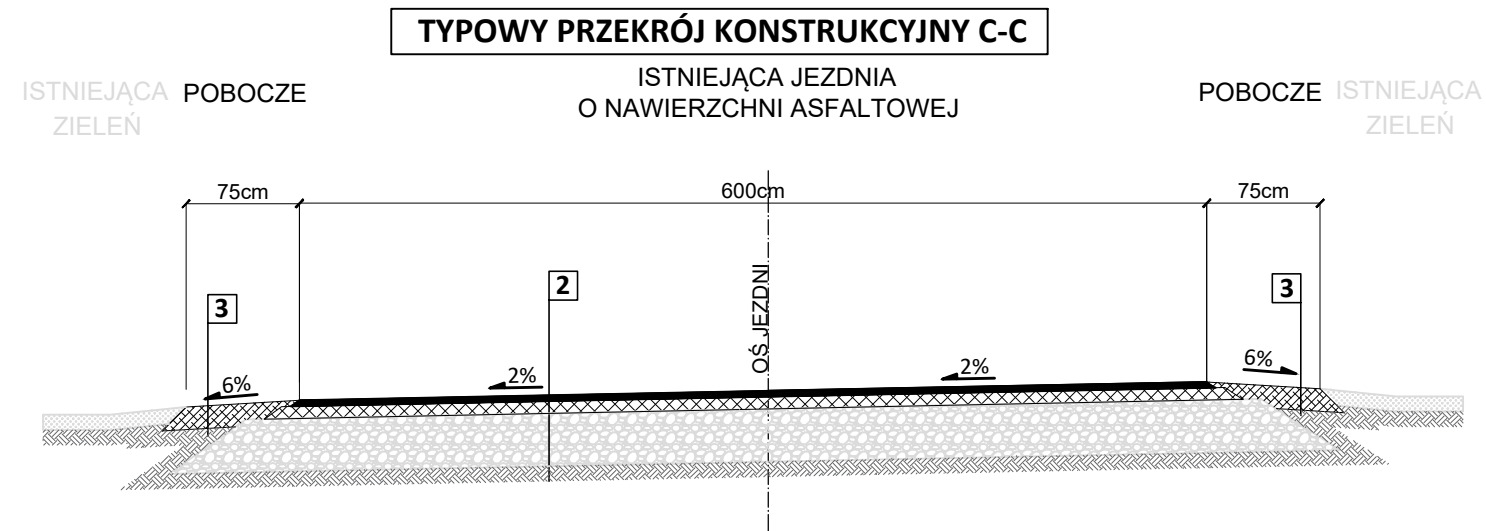 TYPOWY PRZEKRÓJ KONSTRUKCYJNY C-C
ISTNIEJĄCA
ZIELEŃ
POBOCZE
ISTNIEJĄCA JEZDNIA
O NAWIERZCHNI ASFALTOWEJ
POBOCZE
ISTNIEJĄCA
ZIELEŃ
75cm
600cm
75cm
3
2
OŚ JEZDNI
3
6%
2%
2%
6%